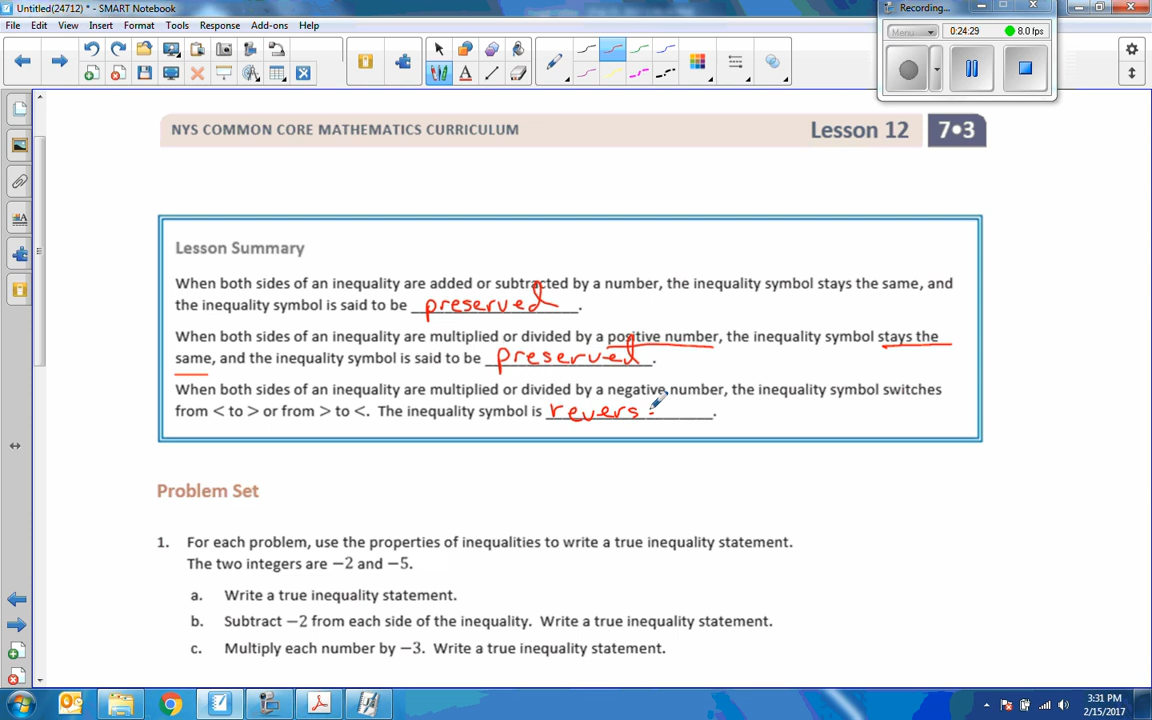 Untitled(24712) * - SMART Notebook
File Edit View Insert Format Tools Response Add-ons Help
Recording...
Menu 0:24:29 8.0 fps
NYS COMMON CORE MATHEMATICS CURRICULUM Lesson 12 7•3
Lesson Summary
When both sides of an inequality are added or subtracted by a number, the inequality symbol stays the same, and
the inequality symbol is said to be preserved.
When both sides of an inequality are multiplied or divided by a positive number, the inequality symbol stays the
same, and the inequality symbol is said to be preserved.
When both sides of an inequality are multiplied or divided by a negative number, the inequality symbol switches
from < to > or from > to <. The inequality symbol is revers.
Problem Set
1. For each problem, use the properties of inequalities to write a true inequality statement.
The two integers are −2 and −5.
a. Write a true inequality statement.
b. Subtract −2 from each side of the inequality. Write a true inequality statement.
c. Multiply each number by −3. Write a true inequality statement.
3:31 PM
2/15/2017